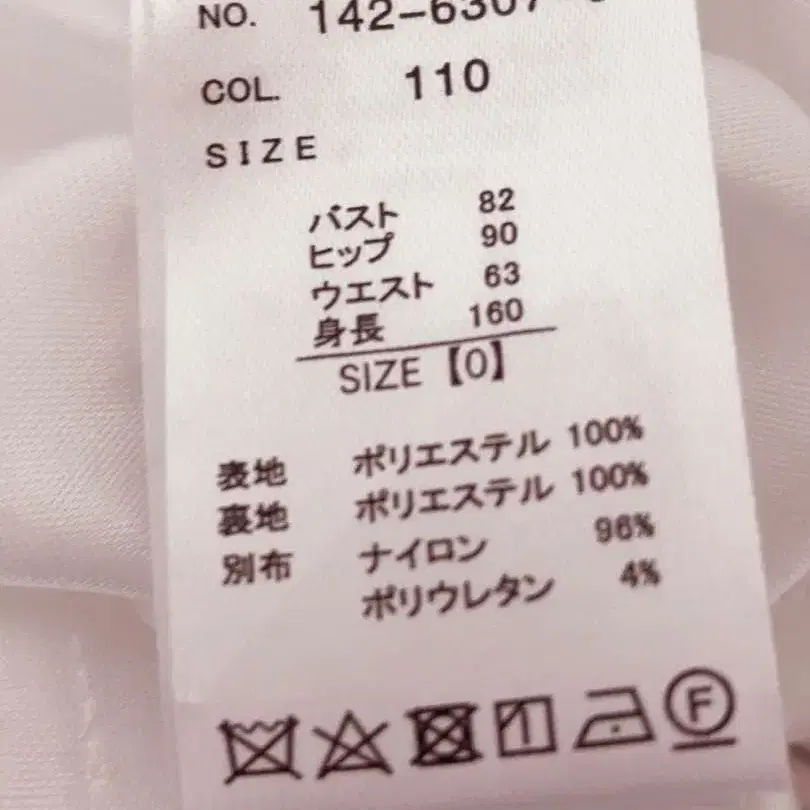 NO. 142-6307
COL. 110
SIZE
バスト 82
ヒップ 90
ウエスト 63
身長 160
SIZE【0】
表地 ポリエステル 100%
裏地 ポリエステル 100%
別布 ナイロン 96%
ポリウレタン 4%
F